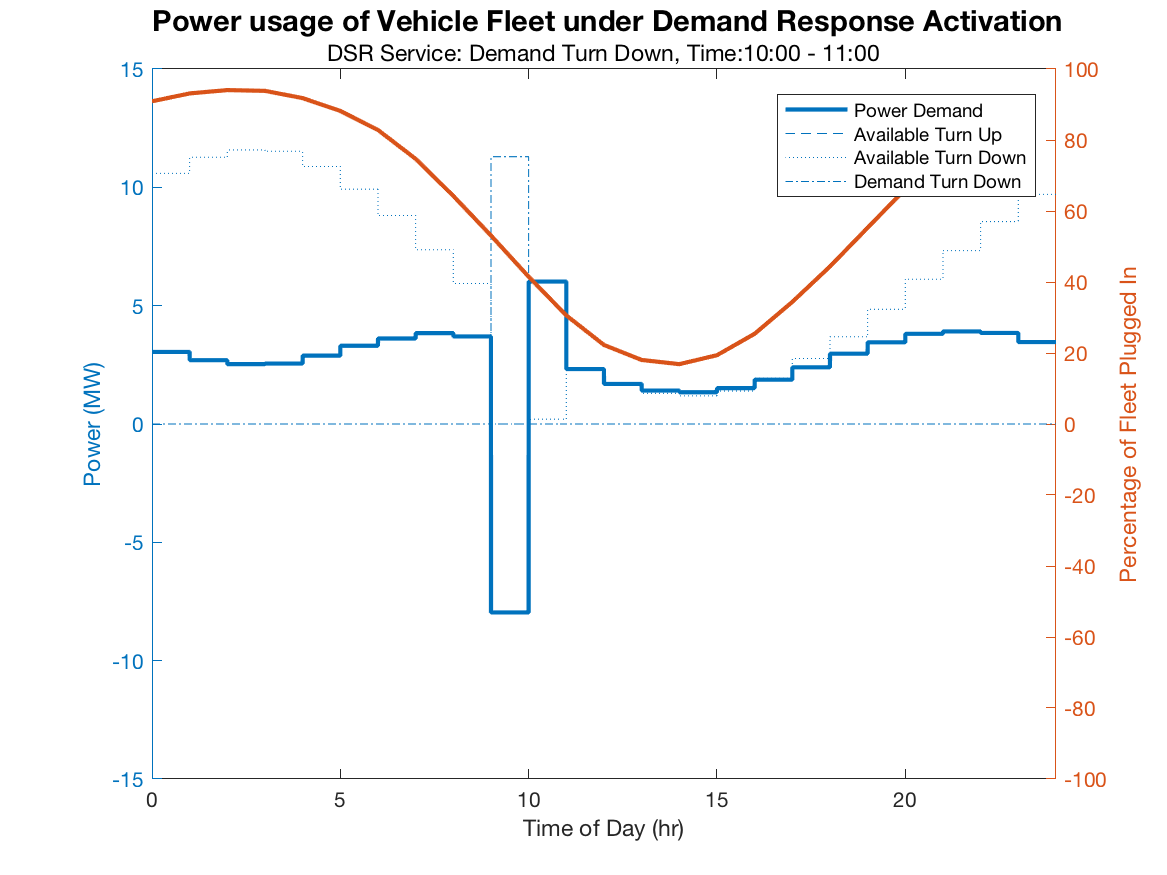 Power usage of Vehicle Fleet under Demand Response Activation
DSR Service: Demand Turn Down, Time:10:00 - 11:00
Power Demand
Available Turn Up
Available Turn Down
Demand Turn Down
15
10
5
0
-5
-10
-15
Power (MW)
100
80
60
40
20
0
-20
-40
-60
-80
-100
Percentage of Fleet Plugged In
0
5
10
15
20
Time of Day (hr)